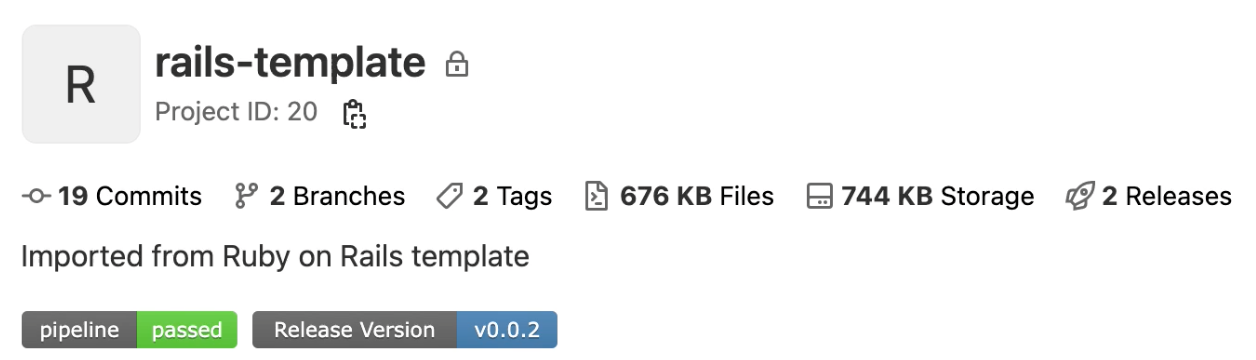 R
rails-template
Project ID: 20
19 Commits 2 Branches 2 Tags 676 KB Files 744 KB Storage 2 Releases
Imported from Ruby on Rails template
pipeline passed Release Version v0.0.2